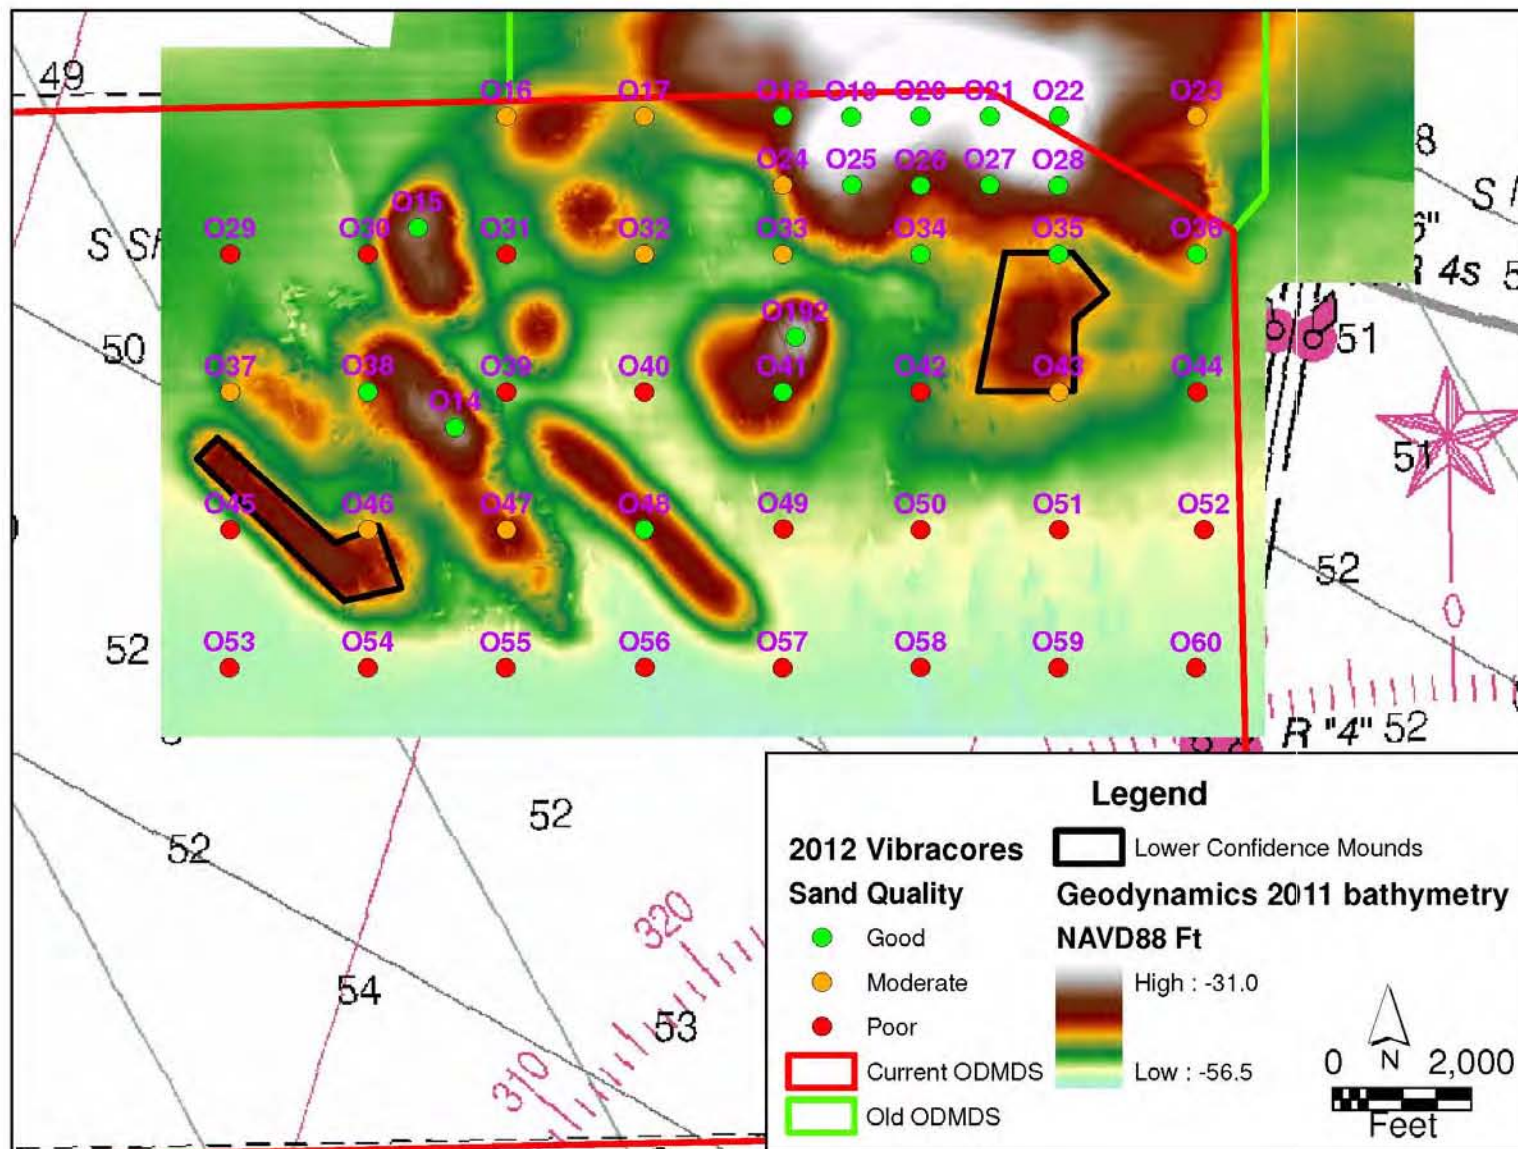 49
O16 O17 O18 O19 O20 O21 O22 O23
8
O24 O25 O26 O27 O28
O15
O29 O30 O31 O32 O33 O34 O35 O36
6"
4s
50
O192
51
O37 O38 O39 O40 O41 O42 O43 O44
O14
51
O45 O46 O47 O48 O49 O50 O51 O52
52
52
O53 O54 O55 O56 O57 O58 O59 O60
R "4" 52
52
52
54
53
320
310
Legend
2012 Vibracores
Sand Quality
Good
Moderate
Poor
Current ODMDS
Old ODMDS
Lower Confidence Mounds
Geodynamics 2011 bathymetry
NAVD88 Ft
High : -31.0
Low : -56.5
N
0 2,000
Feet